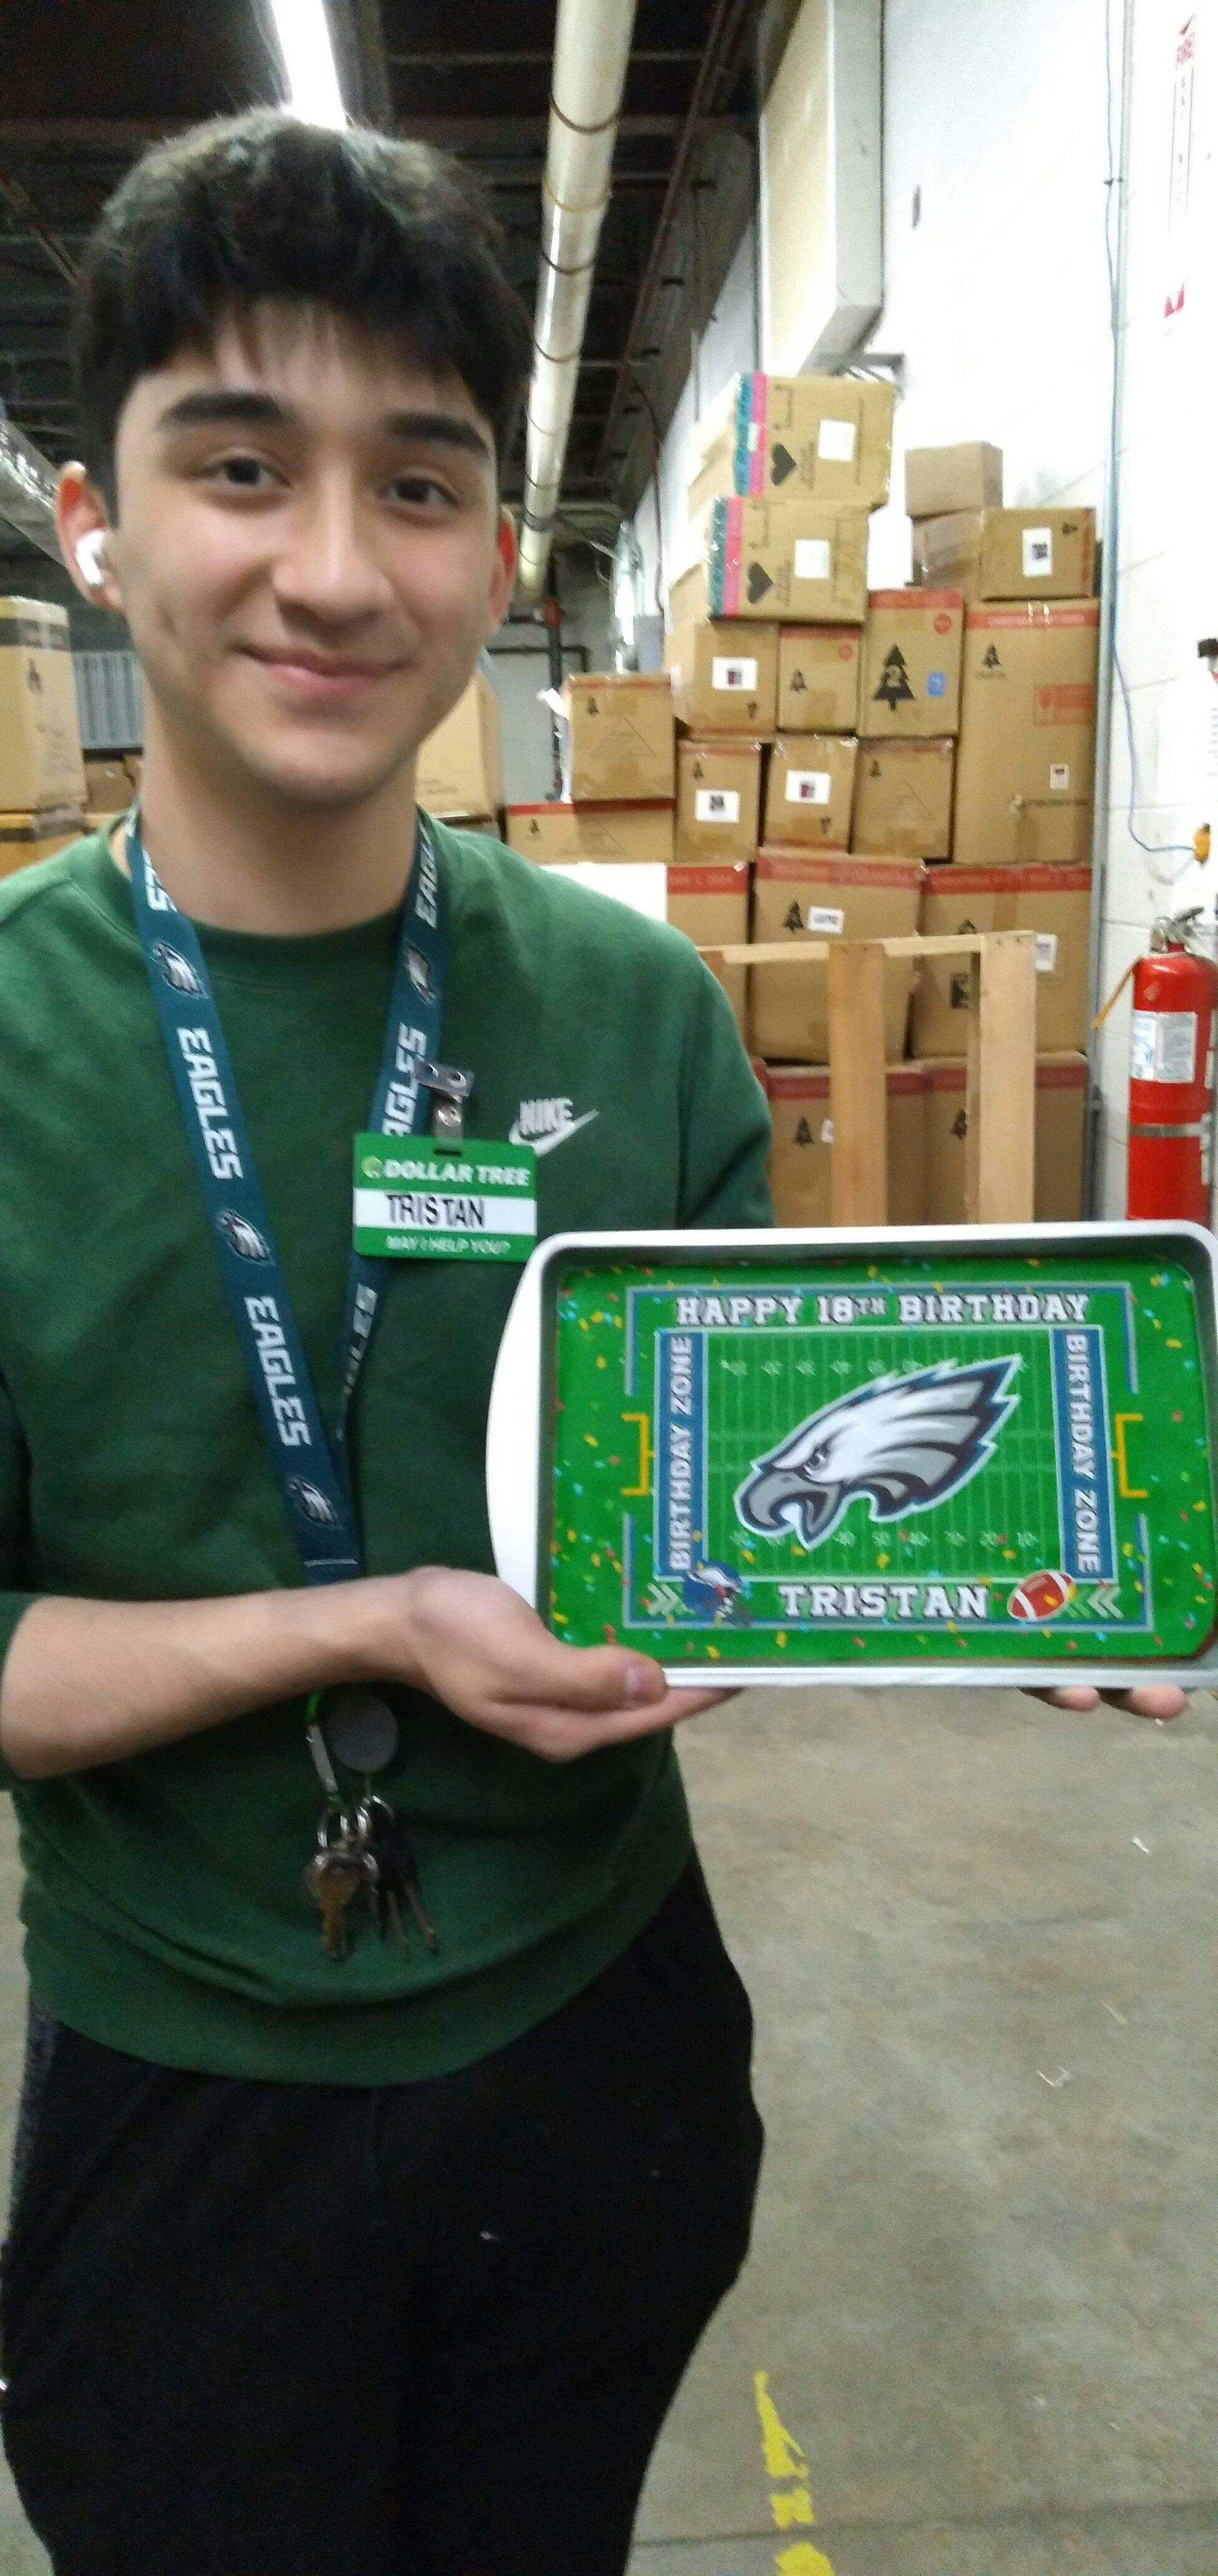 EAGLES
EAGLES
EAGLES
EAGLES
NIKE
DOLLAR TREE
TRISTAN
MAY I HELP YOU?
HAPPY 18TH BIRTHDAY
BIRTHDAY ZONE
BIRTHDAY ZONE
TRISTAN